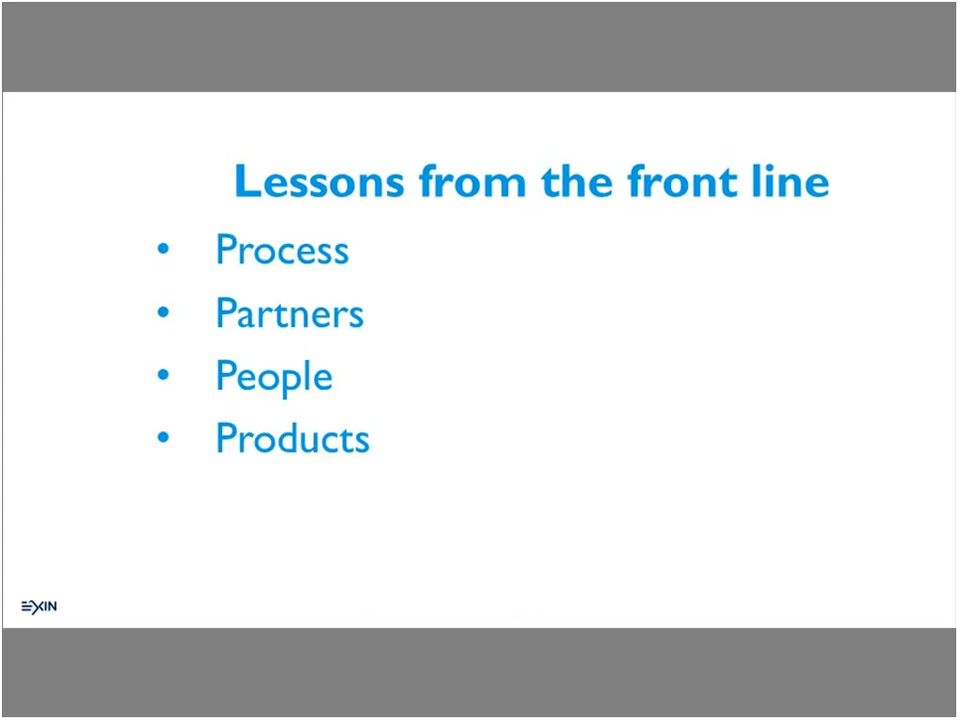 Lessons from the front line
• Process
• Partners
• People
• Products
EXIN